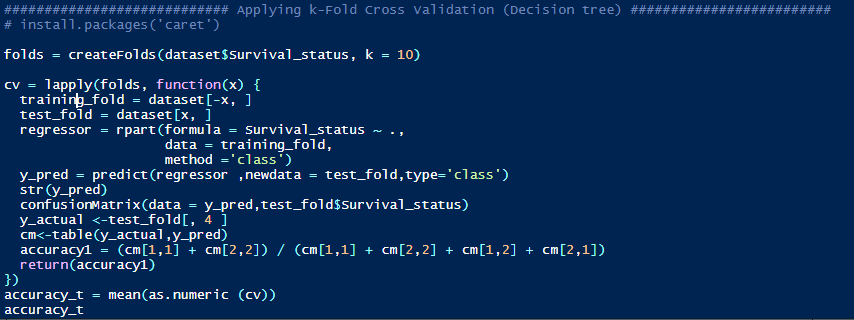 ############################ Applying k-Fold Cross Validation (Decision tree) #########################
# install.packages('caret')
folds = createFolds(dataset$Survival_status, k = 10)
cv = lapply(folds, function(x) {
  training_fold = dataset[-x, ]
  test_fold = dataset[x, ]
  regressor = rpart(formula = Survival_status ~ .,
                    data = training_fold,
                    method ='class')
  y_pred = predict(regressor ,newdata = test_fold,type='class')
  str(y_pred)
  confusionMatrix(data = y_pred,test_fold$Survival_status)
  y_actual <-test_fold[, 4 ]
  cm<-table(y_actual,y_pred)
  accuracy1 = (cm[1,1] + cm[2,2]) / (cm[1,1] + cm[2,2] + cm[1,2] + cm[2,1])
  return(accuracy1)
})
accuracy_t = mean(as.numeric (cv))
accuracy_t